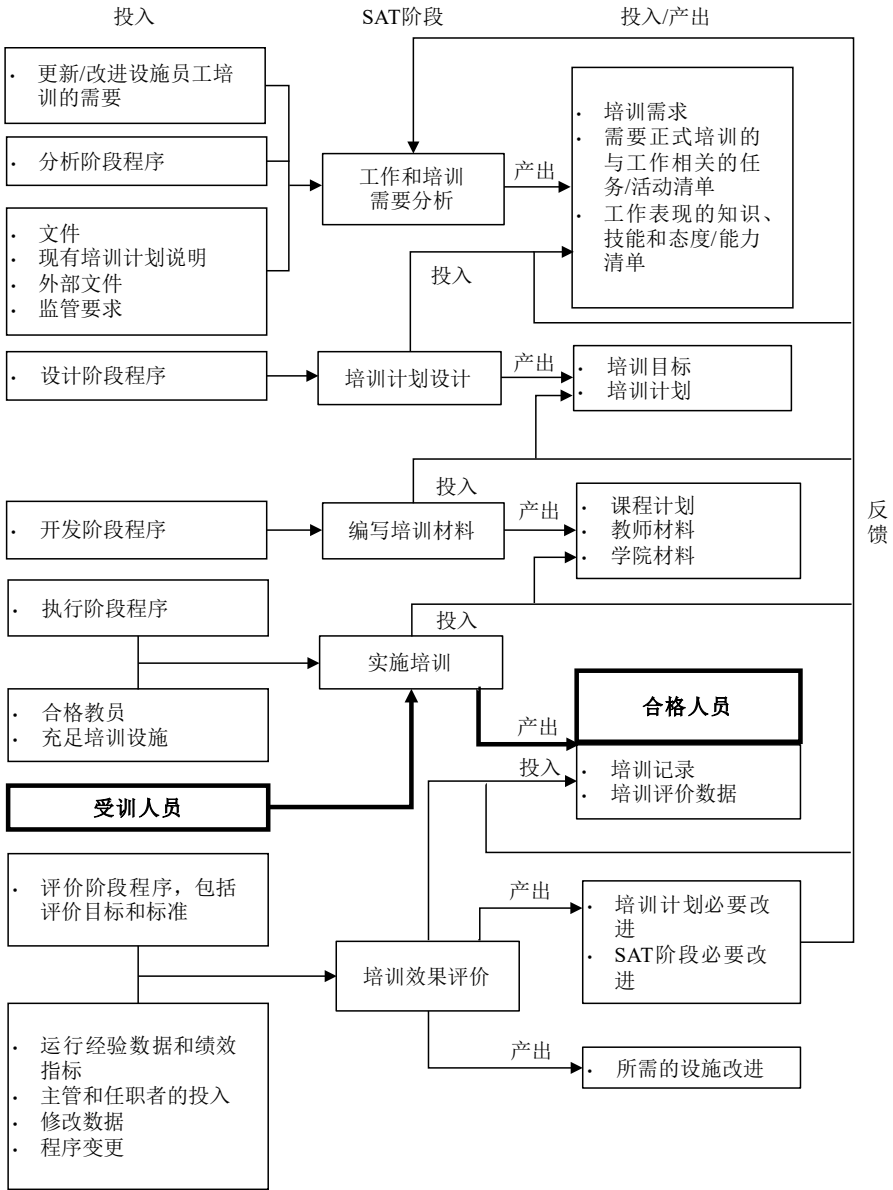 投入 SAT阶段 投入/产出
· 更新/改进设施员工培
训的需要
· 分析阶段程序
· 文件
· 现有培训计划说明
· 外部文件
· 监管要求
工作和培训
需要分析
产出
· 培训需求
· 需要正式培训的
与工作相关的任
务/活动清单
· 工作表现的知识、
技能和态度/能力
清单
投入
· 设计阶段程序
培训计划设计
产出
· 培训目标
· 培训计划
投入
· 开发阶段程序
编写培训材料
产出
· 课程计划
· 教师材料
· 学院材料
反
馈
投入
· 执行阶段程序
实施培训
· 合格教员
· 充足培训设施
产出
合格人员
投入
· 培训记录
· 培训评价数据
受训人员
· 评价阶段程序，包括
评价目标和标准
产出
· 培训计划必要改
进
· SAT阶段必要改
进
培训效果评价
· 运行经验数据和绩效
指标
· 主管和任职者的投入
· 修改数据
· 程序变更
产出
· 所需的设施改进